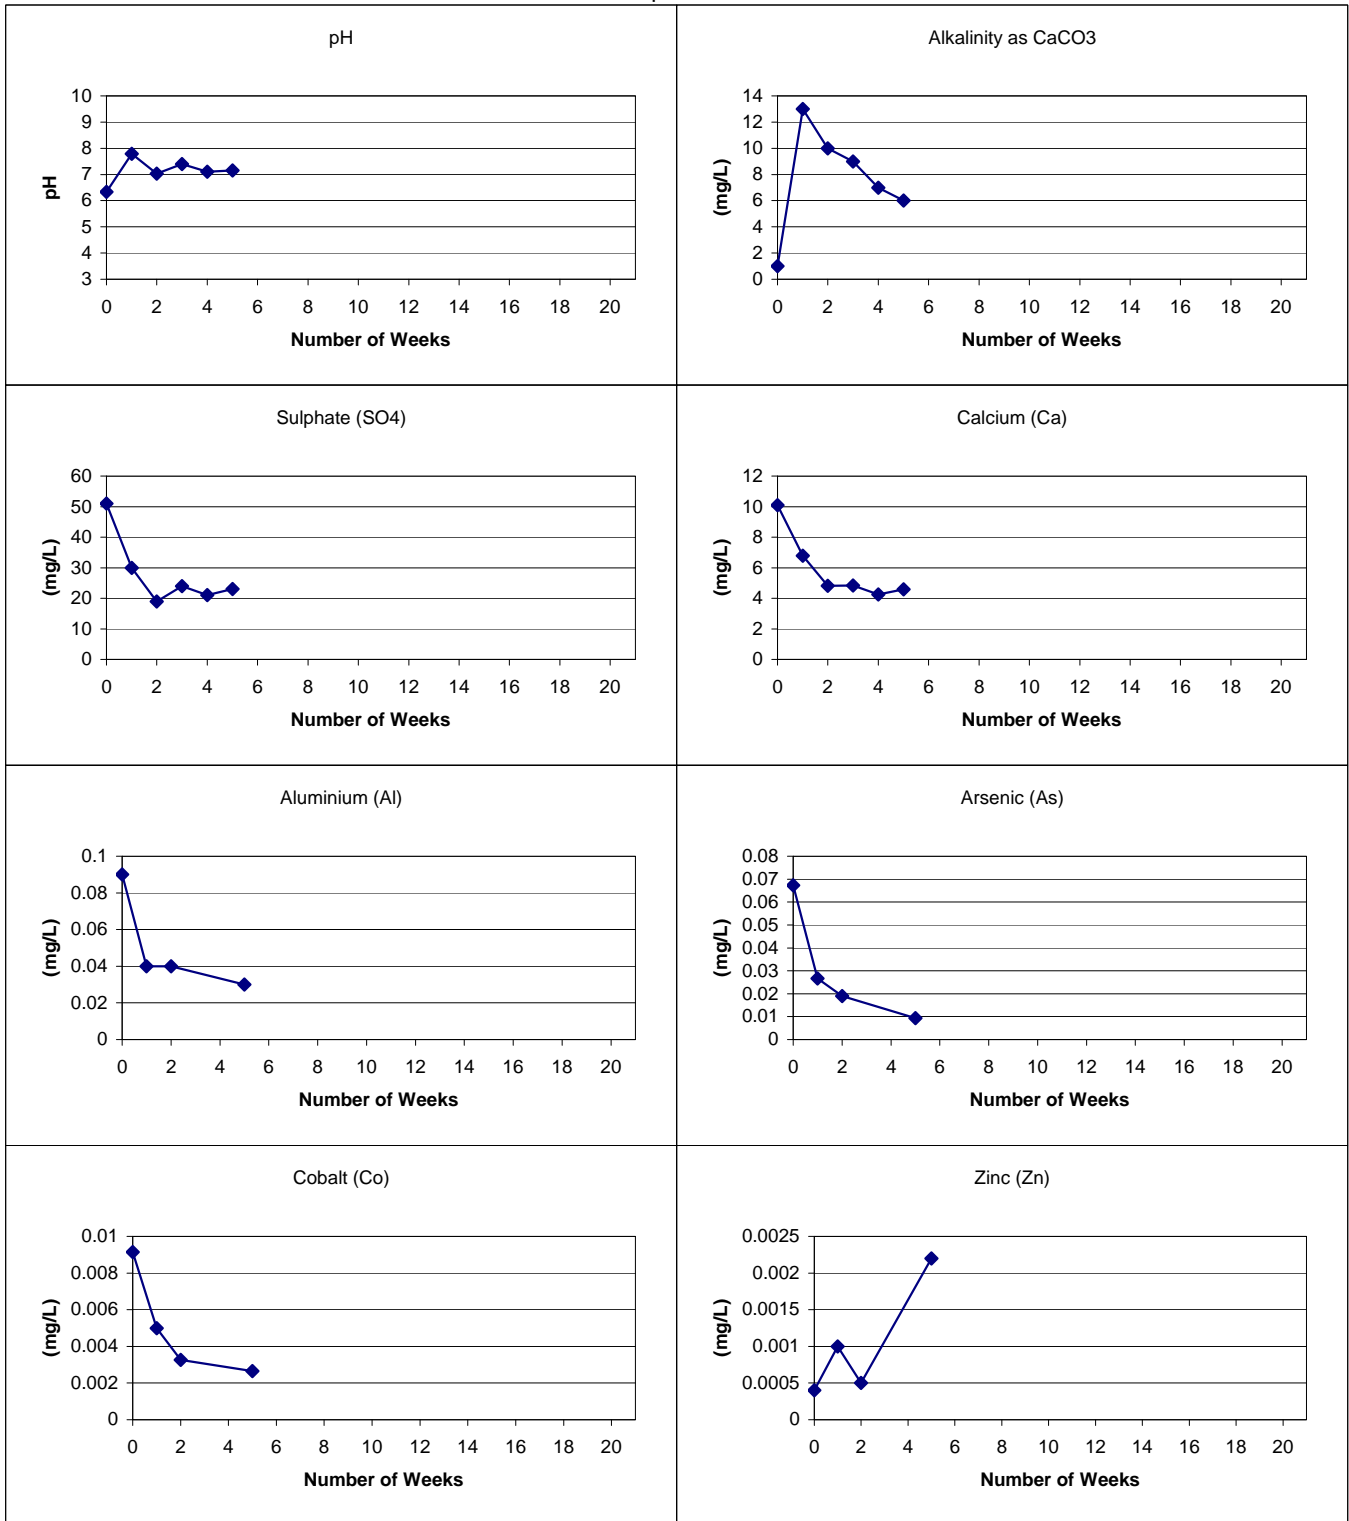 pH
10
9
8
7
6
5
4
3
pH
0 2 4 6 8 10 12 14 16 18 20
Number of Weeks
Alkalinity as CaCO3
14
12
10
8
6
4
2
0
(mg/L)
0 2 4 6 8 10 12 14 16 18 20
Number of Weeks
Sulphate (SO4)
60
50
40
30
20
10
0
(mg/L)
0 2 4 6 8 10 12 14 16 18 20
Number of Weeks
Calcium (Ca)
12
10
8
6
4
2
0
(mg/L)
0 2 4 6 8 10 12 14 16 18 20
Number of Weeks
Aluminium (Al)
0.1
0.08
0.06
0.04
0.02
0
(mg/L)
0 2 4 6 8 10 12 14 16 18 20
Number of Weeks
Arsenic (As)
0.08
0.07
0.06
0.05
0.04
0.03
0.02
0.01
0
(mg/L)
0 2 4 6 8 10 12 14 16 18 20
Number of Weeks
Cobalt (Co)
0.01
0.008
0.006
0.004
0.002
0
(mg/L)
0 2 4 6 8 10 12 14 16 18 20
Number of Weeks
Zinc (Zn)
0.0025
0.002
0.0015
0.001
0.0005
0
(mg/L)
0 2 4 6 8 10 12 14 16 18 20
Number of Weeks